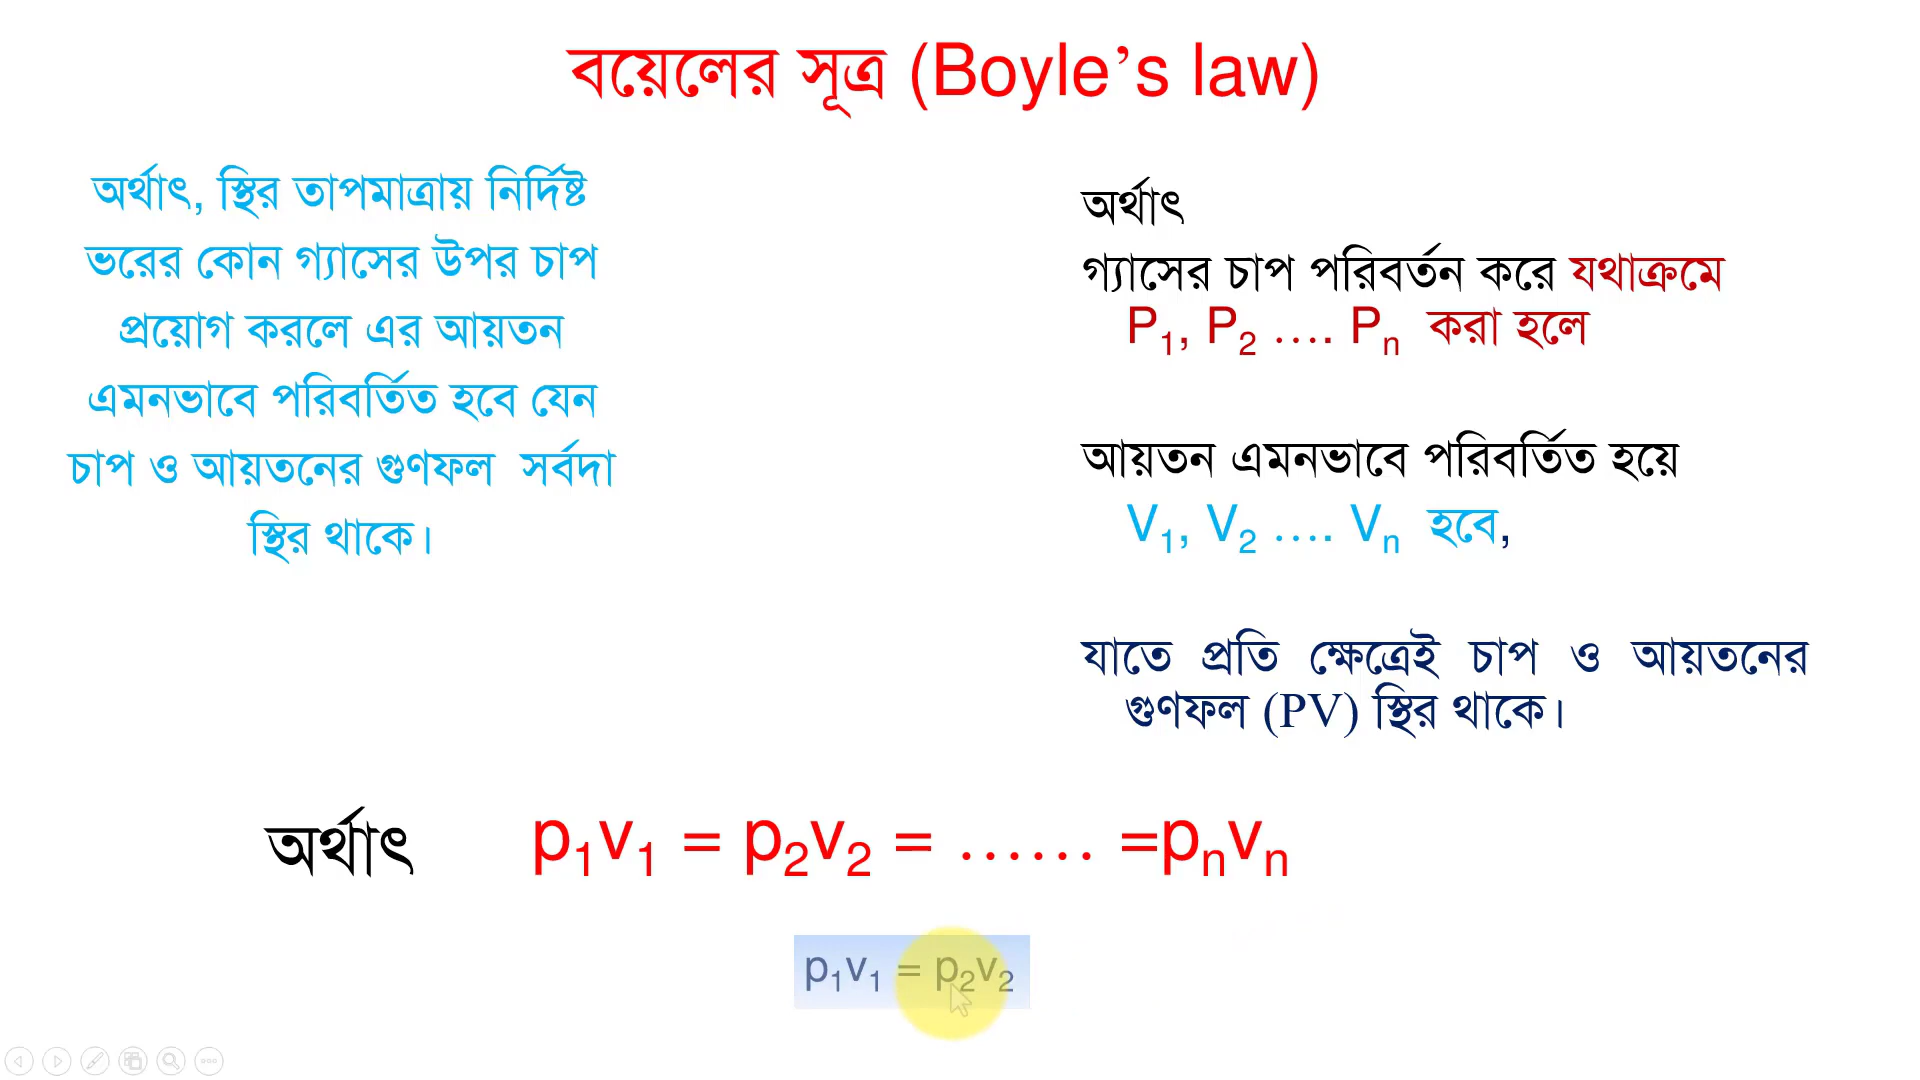 বয়েলের সূত্র (Boyle’s law)
অর্থাৎ, স্থির তাপমাত্রায় নির্দিষ্ট
ভরের কোন গ্যাসের উপর চাপ
প্রয়োগ করলে এর আয়তন
এমনভাবে পরিবর্তিত হবে যেন
চাপ ও আয়তনের গুণফল সর্বদা
স্থির থাকে।
অর্থাৎ
গ্যাসের চাপ পরিবর্তন করে যথাক্রমে
P₁, P₂ …. Pₙ করা হলে
আয়তন এমনভাবে পরিবর্তিত হয়ে
V₁, V₂ …. Vₙ হবে,
যাতে প্রতি ক্ষেত্রেই চাপ ও আয়তনের
গুণফল (PV) স্থির থাকে।
অর্থাৎ p₁v₁ = p₂v₂ = …… =pₙvₙ
p₁v₁ = p₂v₂